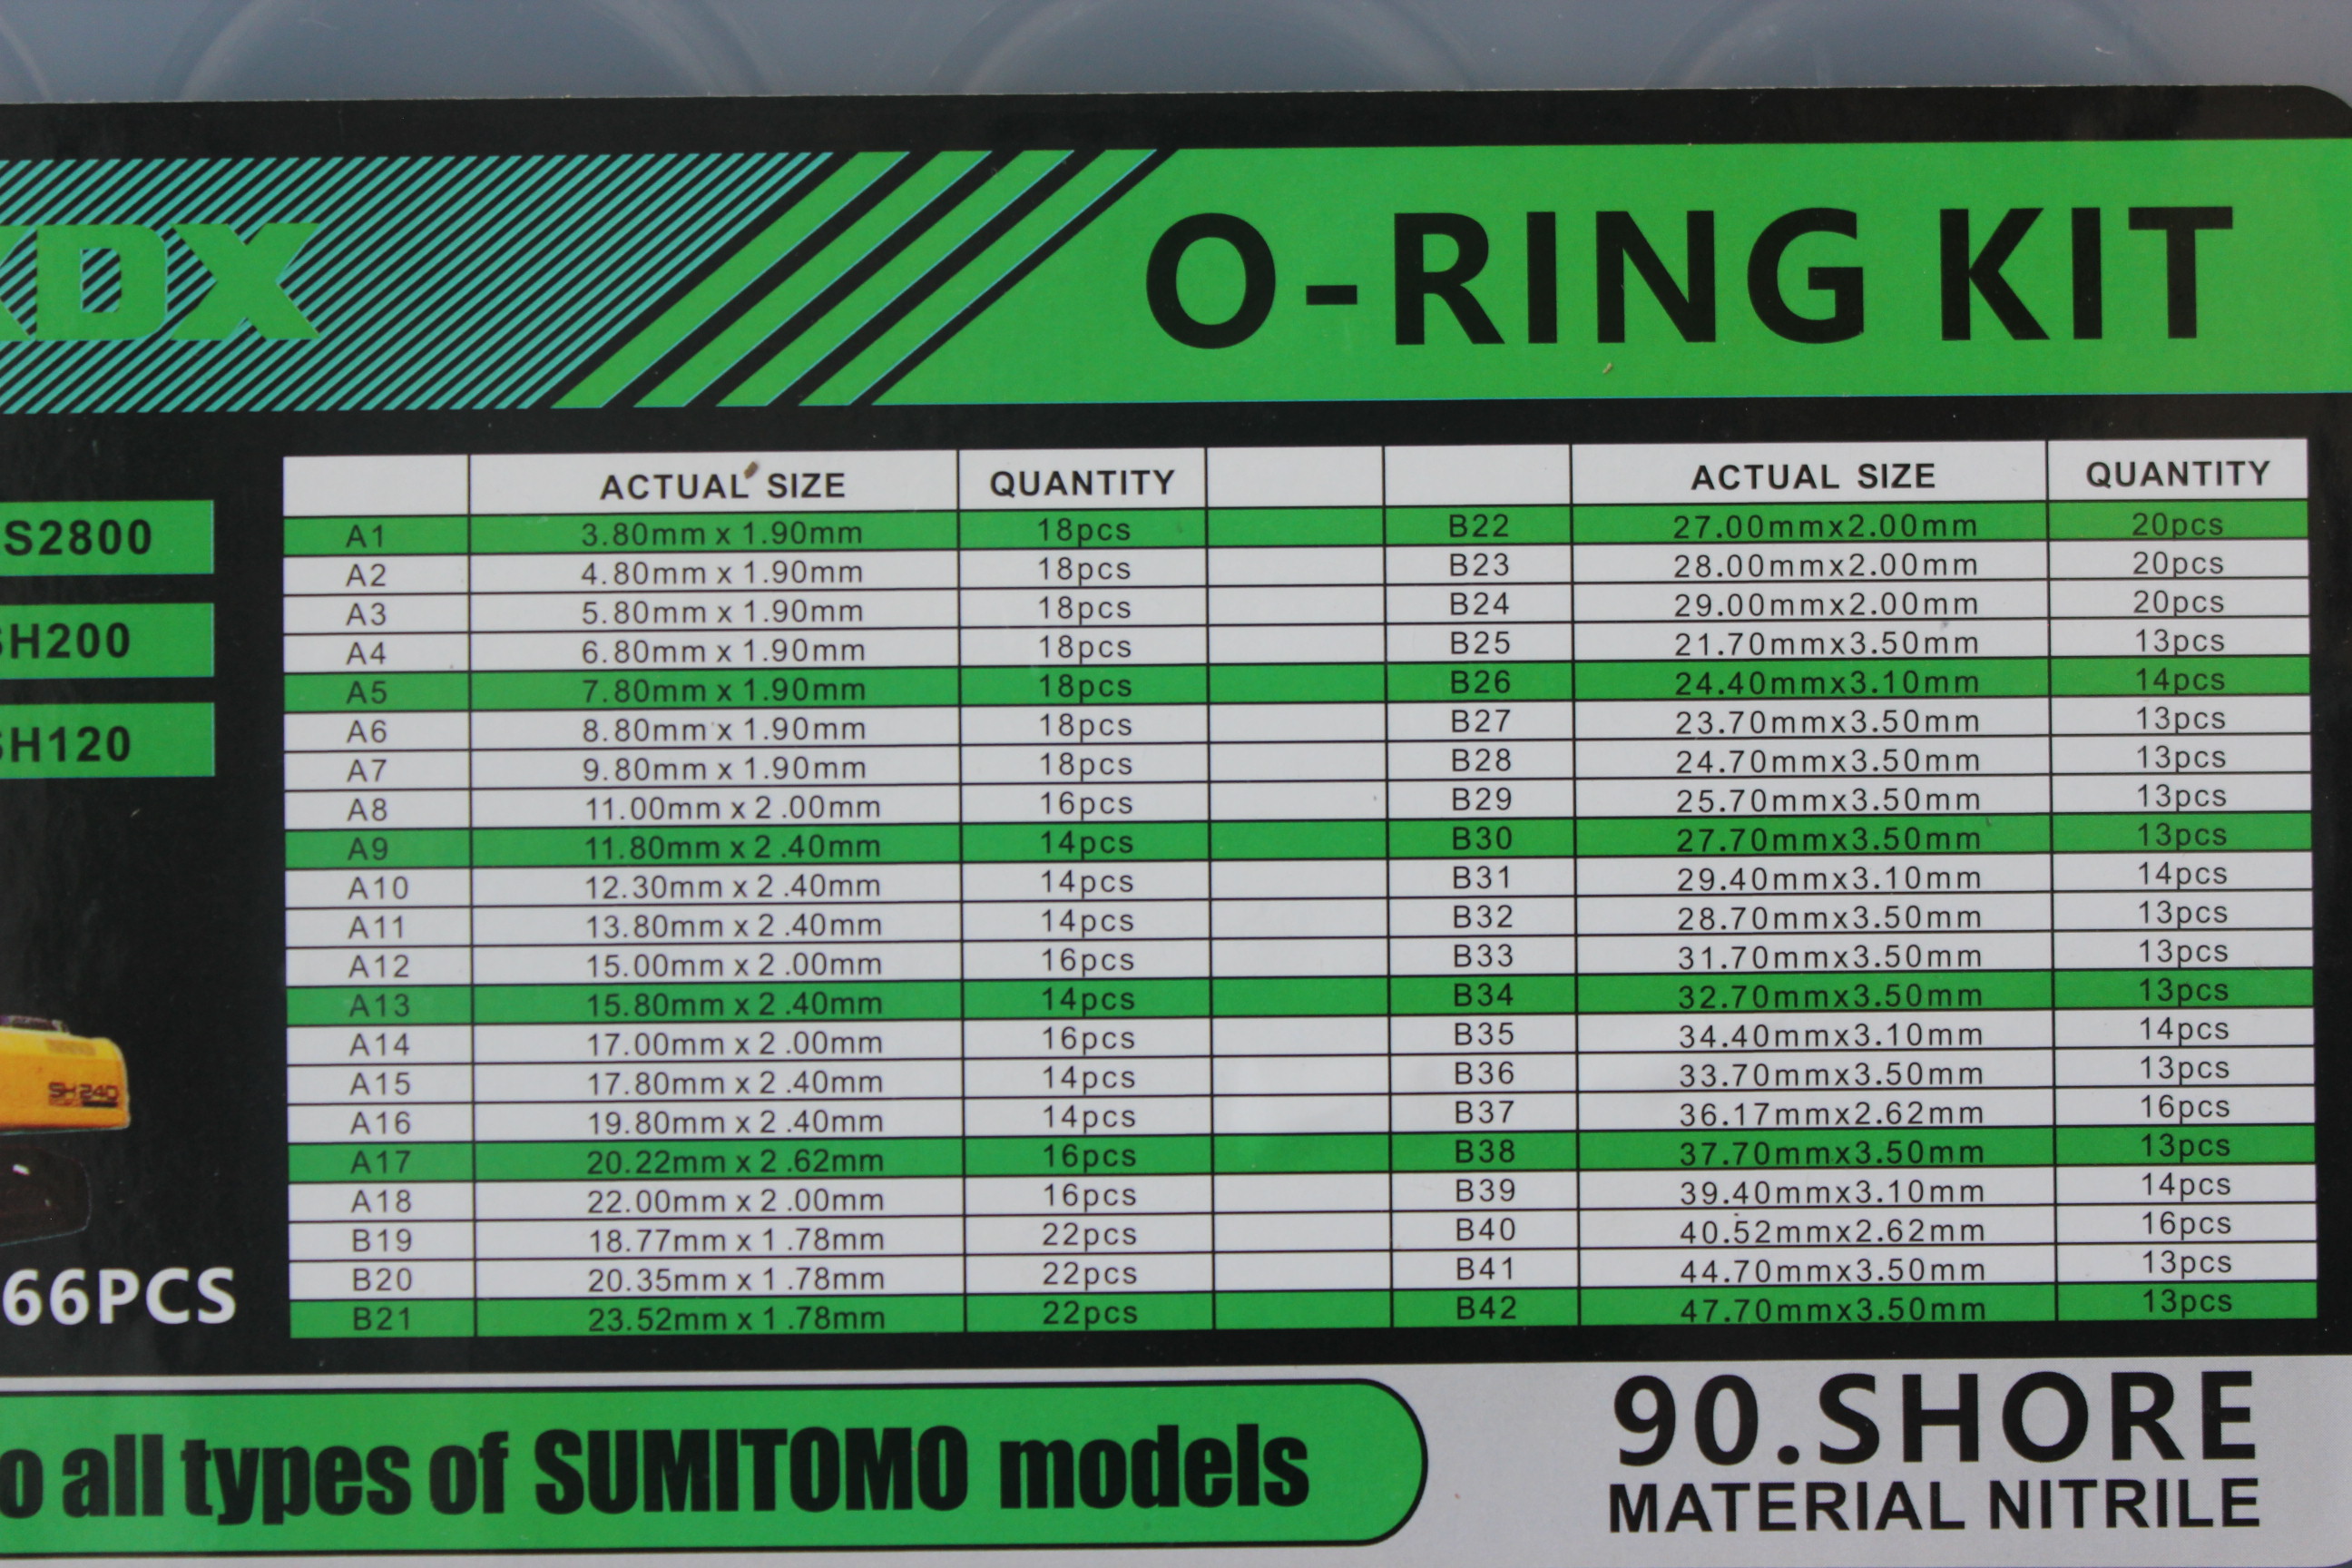 KDX
O-RING KIT
S2800
SH200
SH120
SH 240
66PCS
ACTUAL SIZE QUANTITY ACTUAL SIZE QUANTITY
A1 3.80mm x 1.90mm 18pcs B22 27.00mmx2.00mm 20pcs
A2 4.80mm x 1.90mm 18pcs B23 28.00mmx2.00mm 20pcs
A3 5.80mm x 1.90mm 18pcs B24 29.00mmx2.00mm 20pcs
A4 6.80mm x 1.90mm 18pcs B25 21.70mmx3.50mm 13pcs
A5 7.80mm x 1.90mm 18pcs B26 24.40mmx3.10mm 14pcs
A6 8.80mm x 1.90mm 18pcs B27 23.70mmx3.50mm 13pcs
A7 9.80mm x 1.90mm 18pcs B28 24.70mmx3.50mm 13pcs
A8 11.00mm x 2 .00mm 16pcs B29 25.70mmx3.50mm 13pcs
A9 11.80mm x 2 .40mm 14pcs B30 27.70mmx3.50mm 13pcs
A10 12.30mm x 2 .40mm 14pcs B31 29.40mmx3.10mm 14pcs
A11 13.80mm x 2 .40mm 14pcs B32 28.70mmx3.50mm 13pcs
A12 15.00mm x 2 .00mm 16pcs B33 31.70mmx3.50mm 13pcs
A13 15.80mm x 2 .40mm 14pcs B34 32.70mmx3.50mm 13pcs
A14 17.00mm x 2 .00mm 16pcs B35 34.40mmx3.10mm 14pcs
A15 17.80mm x 2 .40mm 14pcs B36 33.70mmx3.50mm 13pcs
A16 19.80mm x 2 .40mm 14pcs B37 36.17mmx2.62mm 16pcs
A17 20.22mm x 2 .62mm 16pcs B38 37.70mmx3.50mm 13pcs
A18 22.00mm x 2 .00mm 16pcs B39 39.40mmx3.10mm 14pcs
B19 18.77mm x 1 .78mm 22pcs B40 40.52mmx2.62mm 16pcs
B20 20.35mm x 1 .78mm 22pcs B41 44.70mmx3.50mm 13pcs
B21 23.52mm x 1 .78mm 22pcs B42 47.70mmx3.50mm 13pcs
o all types of SUMITOMO models
90.SHORE
MATERIAL NITRILE